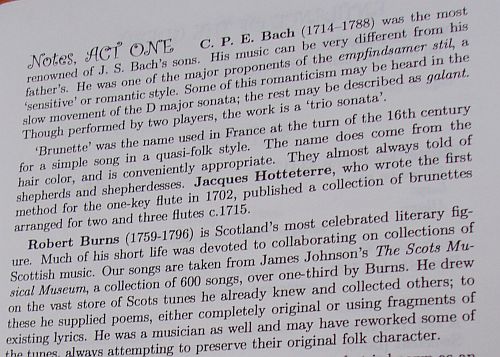 Notes, ACT ONE C. P. E. Bach (1714–1788) was the most
renowned of J. S. Bach's sons. His music can be very different from his
father's. He was one of the major proponents of the empfindsamer stil, a
'sensitive' or romantic style. Some of this romanticism may be heard in the
slow movement of the D major sonata; the rest may be described as galant.
Though performed by two players, the work is a 'trio sonata'.
'Brunette' was the name used in France at the turn of the 16th century
for a simple song in a quasi-folk style. The name does come from the
hair color, and is conveniently appropriate. They almost always told of
shepherds and shepherdesses. Jacques Hotteterre, who wrote the first
method for the one-key flute in 1702, published a collection of brunettes
arranged for two and three flutes c.1715.
Robert Burns (1759-1796) is Scotland's most celebrated literary fig-
ure. Much of his short life was devoted to collaborating on collections of
Scottish music. Our songs are taken from James Johnson's The Scots Mu-
sical Museum, a collection of 600 songs, over one-third by Burns. He drew
on the vast store of Scots tunes he already knew and collected others; to
these he supplied poems, either completely original or using fragments of
existing lyrics. He was a musician as well and may have reworked some of
the tunes, always attempting to preserve their original folk character.